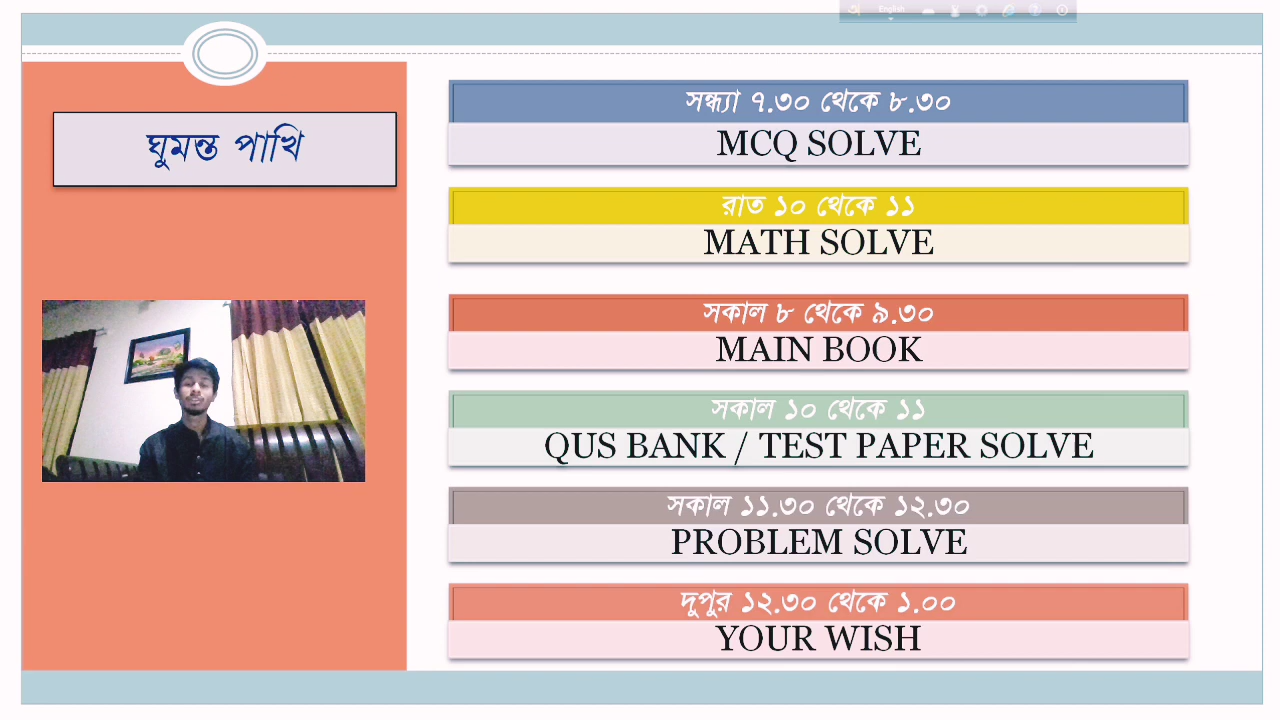 English
ঘুমন্ত পাখি
সন্ধ্যা ৭.৩০ থেকে ৮.৩০
MCQ SOLVE
রাত ১০ থেকে ১১
MATH SOLVE
সকাল ৮ থেকে ৯.৩০
MAIN BOOK
সকাল ১০ থেকে ১১
QUS BANK / TEST PAPER SOLVE
সকাল ১১.৩০ থেকে ১২.৩০
PROBLEM SOLVE
দুপুর ১২.৩০ থেকে ১.০০
YOUR WISH